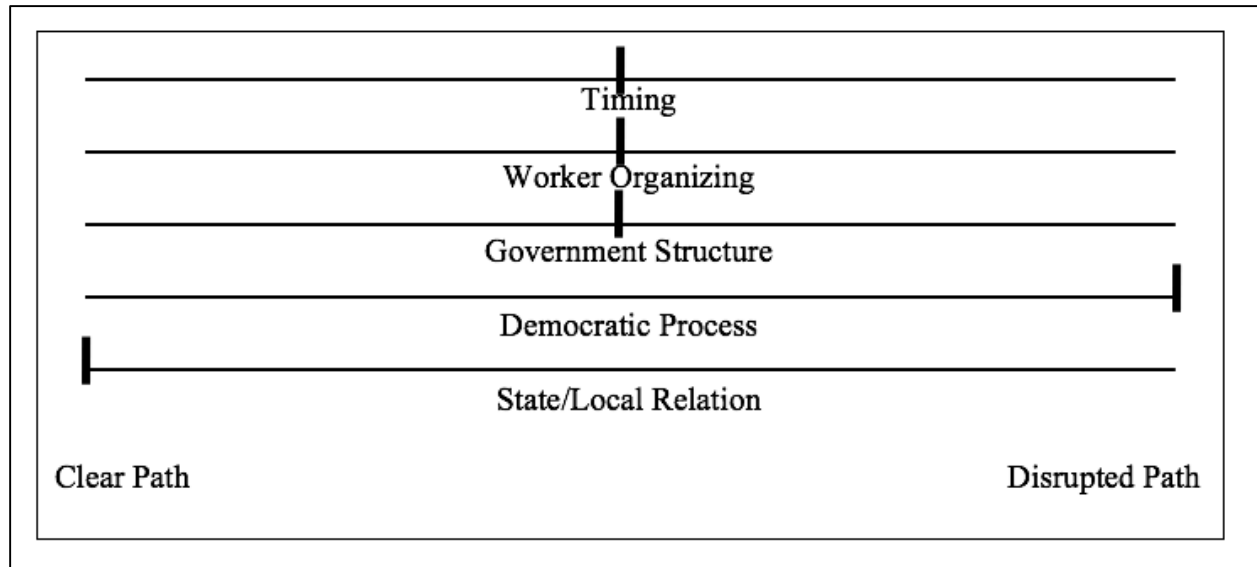 Timing
Worker Organizing
Government Structure
Democratic Process
State/Local Relation
Clear Path Disrupted Path